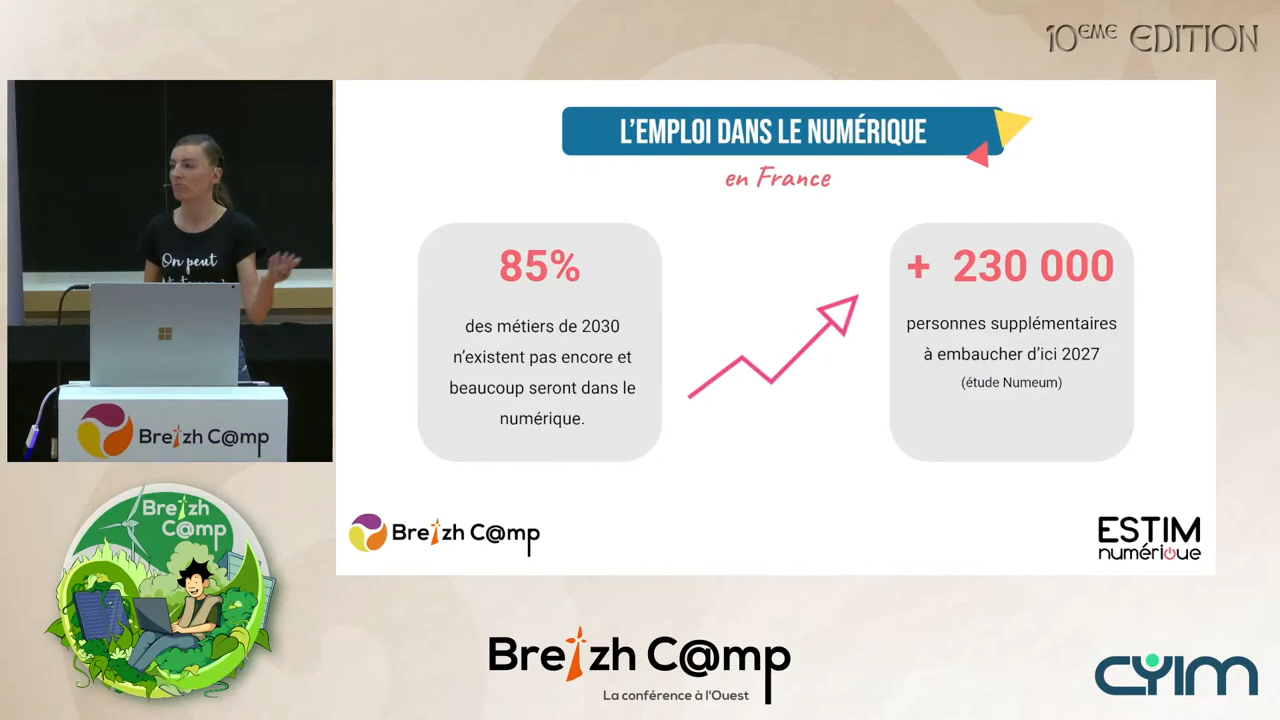 10EME EDITION
L'EMPLOI DANS LE NUMÉRIQUE
en France
85%
des métiers de 2030
n'existent pas encore et
beaucoup seront dans le
numérique.
+ 230 000
personnes supplémentaires
à embaucher d'ici 2027
(étude Numeum)
On peut
Breizh C@mp
Breizh C@mp
ESTIM
numérique
Breizh
C@mp
Breizh C@mp
La conférence à l'Ouest
CYIM